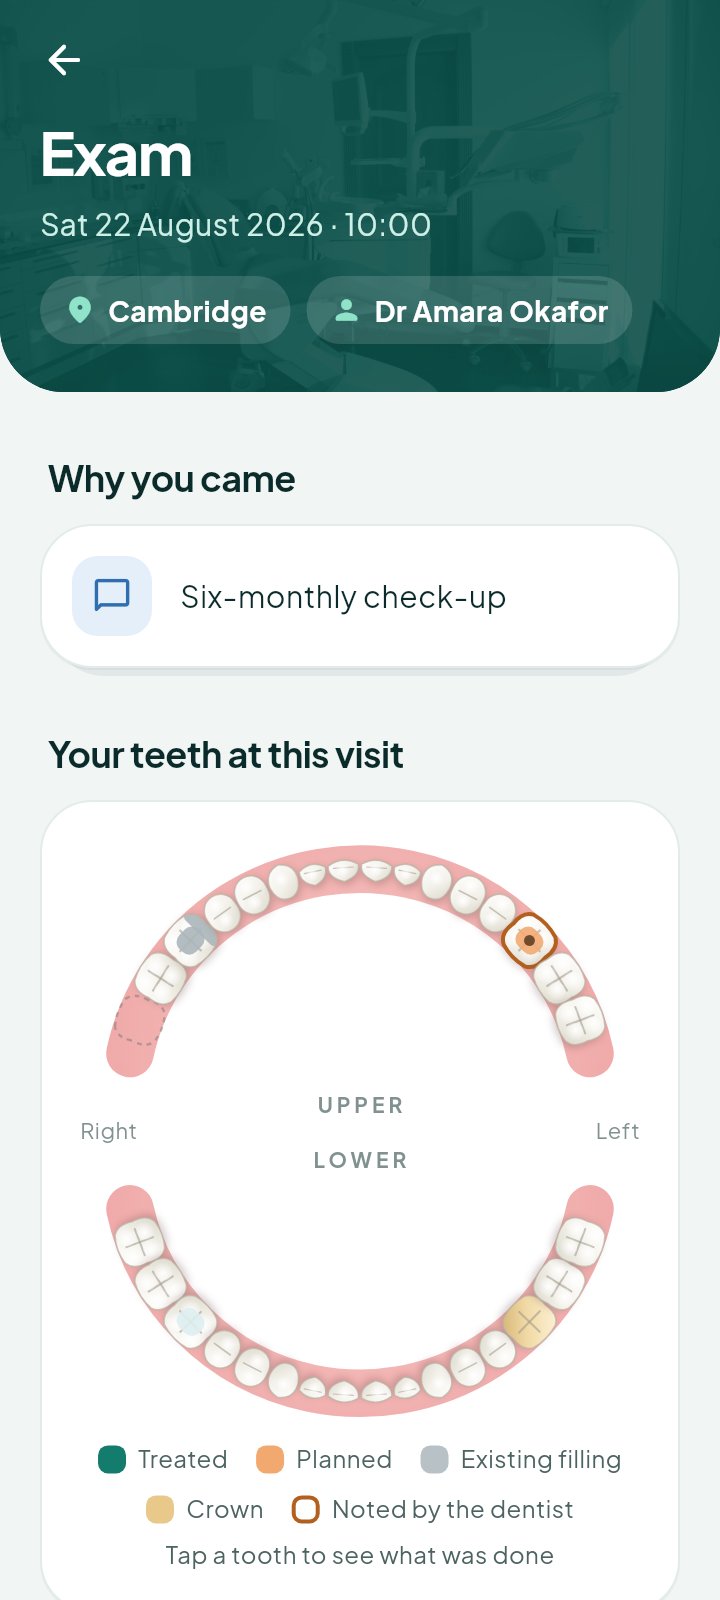 Exam
Sat 22 August 2026 · 10:00
Cambridge
Dr Amara Okafor
Why you came
Six-monthly check-up
Your teeth at this visit
UPPER
Right
Left
LOWER
Treated
Planned
Existing filling
Crown
Noted by the dentist
Tap a tooth to see what was done